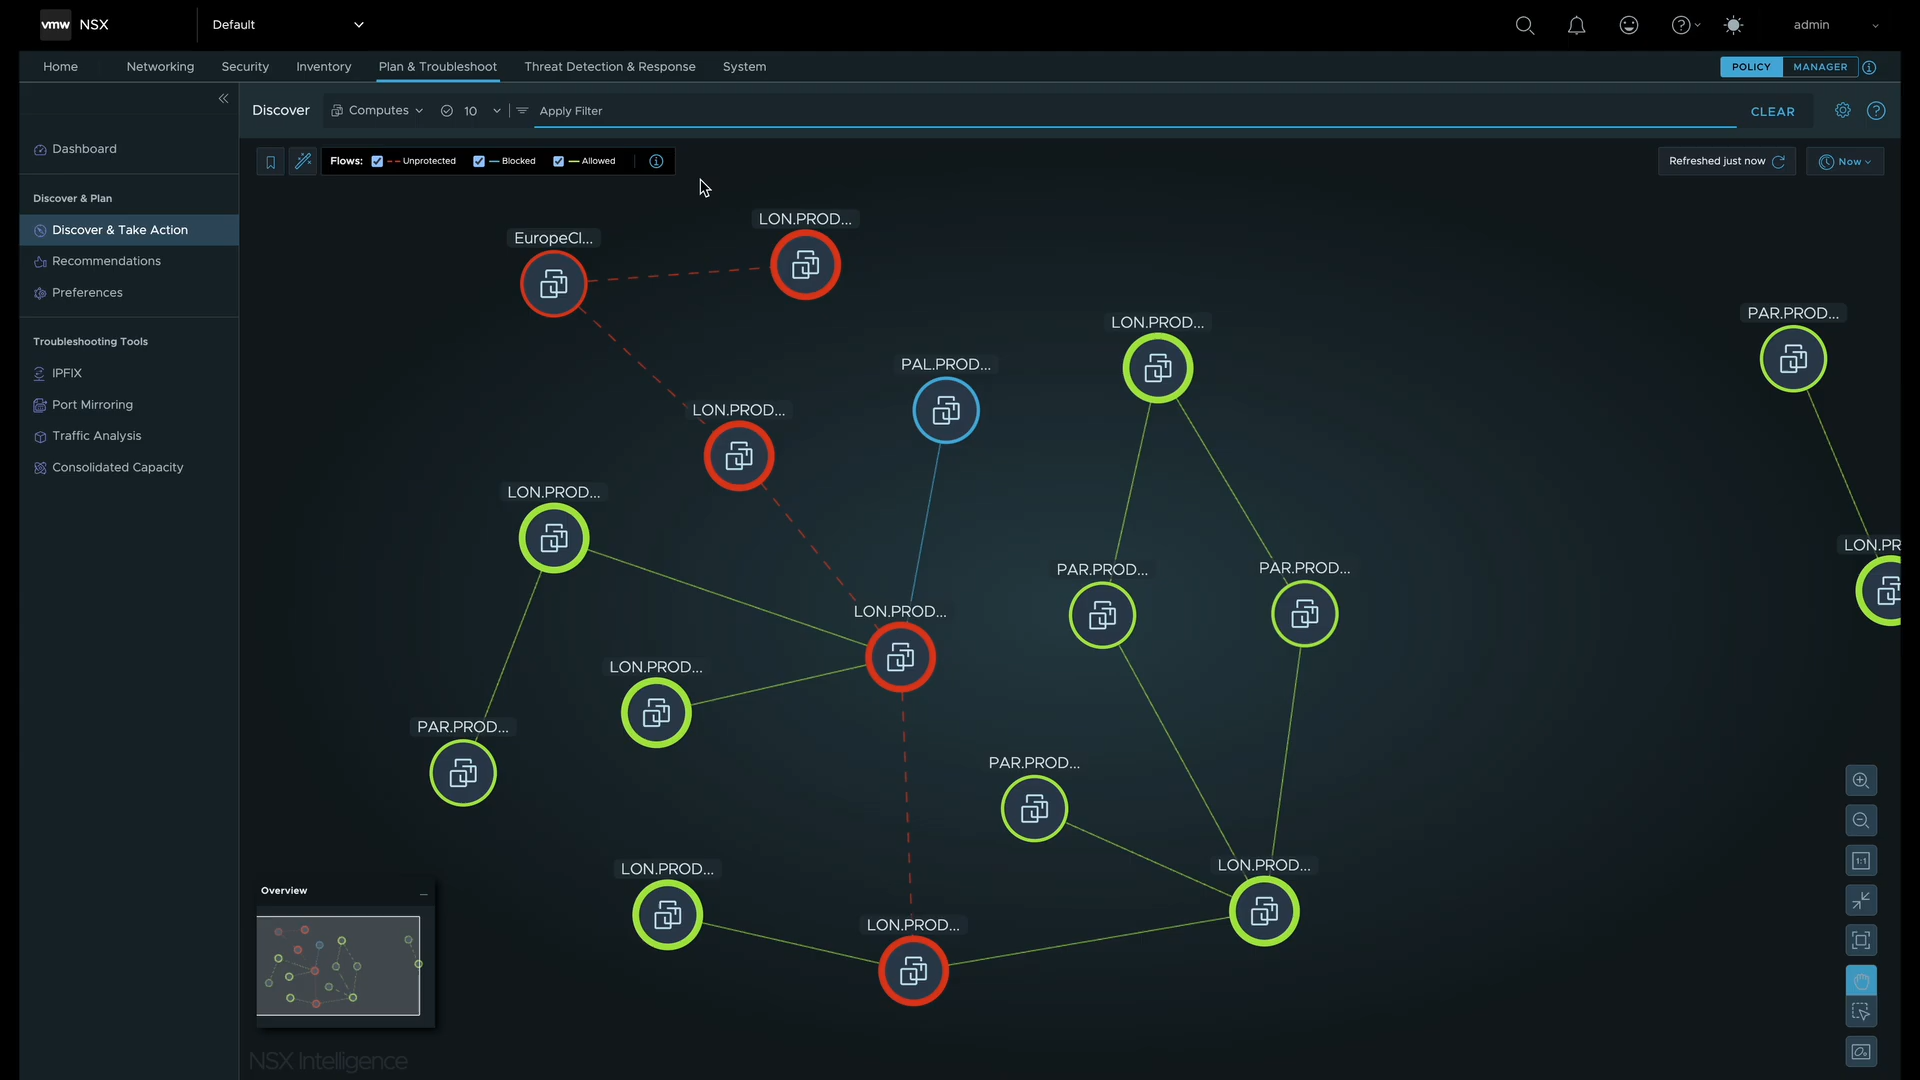 vmw NSX
Default
admin
Home
Networking
Security
Inventory
Plan & Troubleshoot
Threat Detection & Response
System
POLICY
MANAGER
Dashboard
Discover & Plan
Discover & Take Action
Recommendations
Preferences
Troubleshooting Tools
IPFIX
Port Mirroring
Traffic Analysis
Consolidated Capacity
Discover
Computes
10
Apply Filter
CLEAR
Flows:
Unprotected
Blocked
Allowed
Refreshed just now
Now
LON.PROD...
EuropeCl...
PAR.PROD...
LON.PROD...
PAL.PROD...
LON.PROD...
LON.PROD...
LON.PR
PAR.PROD...
PAR.PROD...
LON.PROD...
LON.PROD...
PAR.PROD...
PAR.PROD...
LON.PROD...
LON.PROD...
LON.PROD...
1:1
Overview
NSX Intelligence